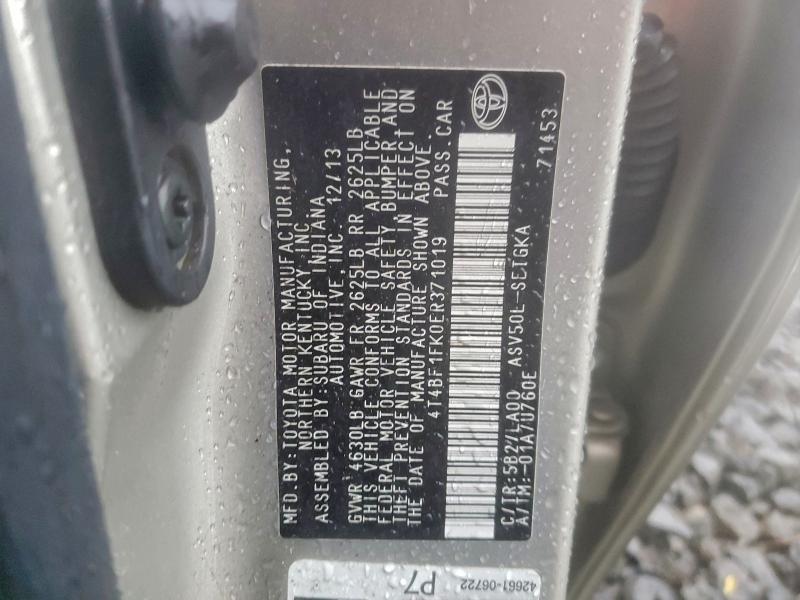 MFD.BY:TOYOTA MOTOR MANUFACTURING,
NORTHERN KENTUCKY,INC.
ASSEMBLED BY:SUBARU OF INDIANA
AUTOMOTIVE,INC. 12/13
GVWR 4630LB GAWR FR 2625LB RR 2625LB
THIS VEHICLE CONFORMS TO ALL APPLICABLE
FEDERAL MOTOR VEHICLE SAFETY, BUMPER AND
THEFT PREVENTION STANDARDS IN EFFECT ON
THE DATE OF MANUFACTURE SHOWN ABOVE.
4T4BF1FK0ER371019 PASS.CAR
C/TR:5B2/LA00 ASV50L-SETGKA
A/TM:-01A/U760E
71453
42661-06722
P7